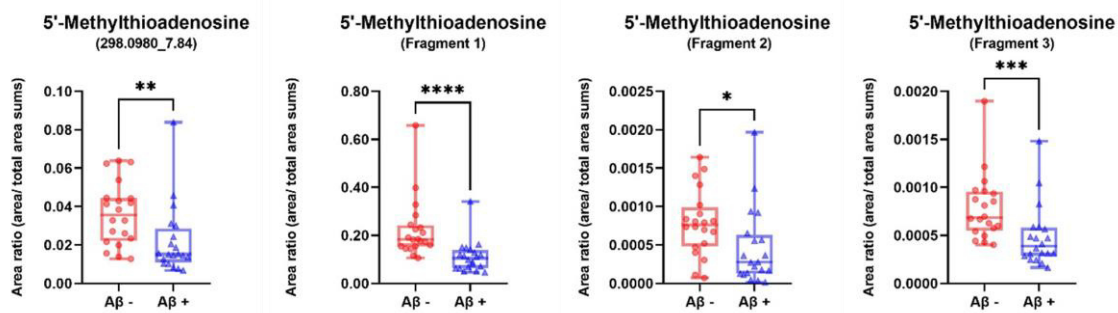 5'-Methylthioadenosine
(298.0980_7.84)
**
Area ratio (area/ total area sums)
0.10
0.08
0.06
0.04
0.02
0.00
Aβ - Aβ +
5'-Methylthioadenosine
(Fragment 1)
****
Area ratio (area/ total area sums)
0.80
0.60
0.40
0.20
0.00
Aβ - Aβ +
5'-Methylthioadenosine
(Fragment 2)
*
Area ratio (area/ total area sums)
0.0025
0.0020
0.0015
0.0010
0.0005
0.0000
Aβ - Aβ +
5'-Methylthioadenosine
(Fragment 3)
***
Area ratio (area/ total area sums)
0.0020
0.0015
0.0010
0.0005
0.0000
Aβ - Aβ +